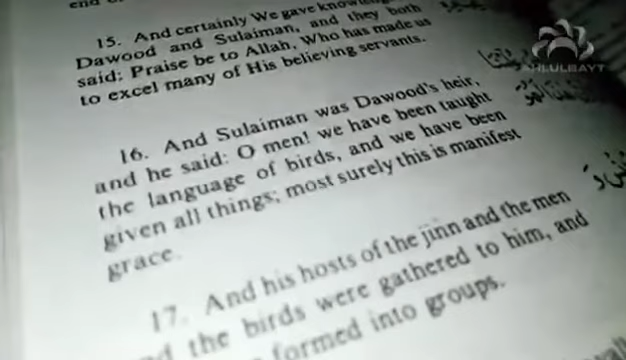 end of
15. And certainly We gave
Dawood and Sulaiman, and they both
said: Praise be to Allah, Who has made us
to excel many of His believing servants.
16. And Sulaiman was Dawood's heir,
and he said: O men! we have been taught
the language of birds, and we have been
given all things; most surely this is manifest
grace.
17. And his hosts of the jinn and the men
the birds were gathered to him, and
formed into groups.
AHLULBAYT